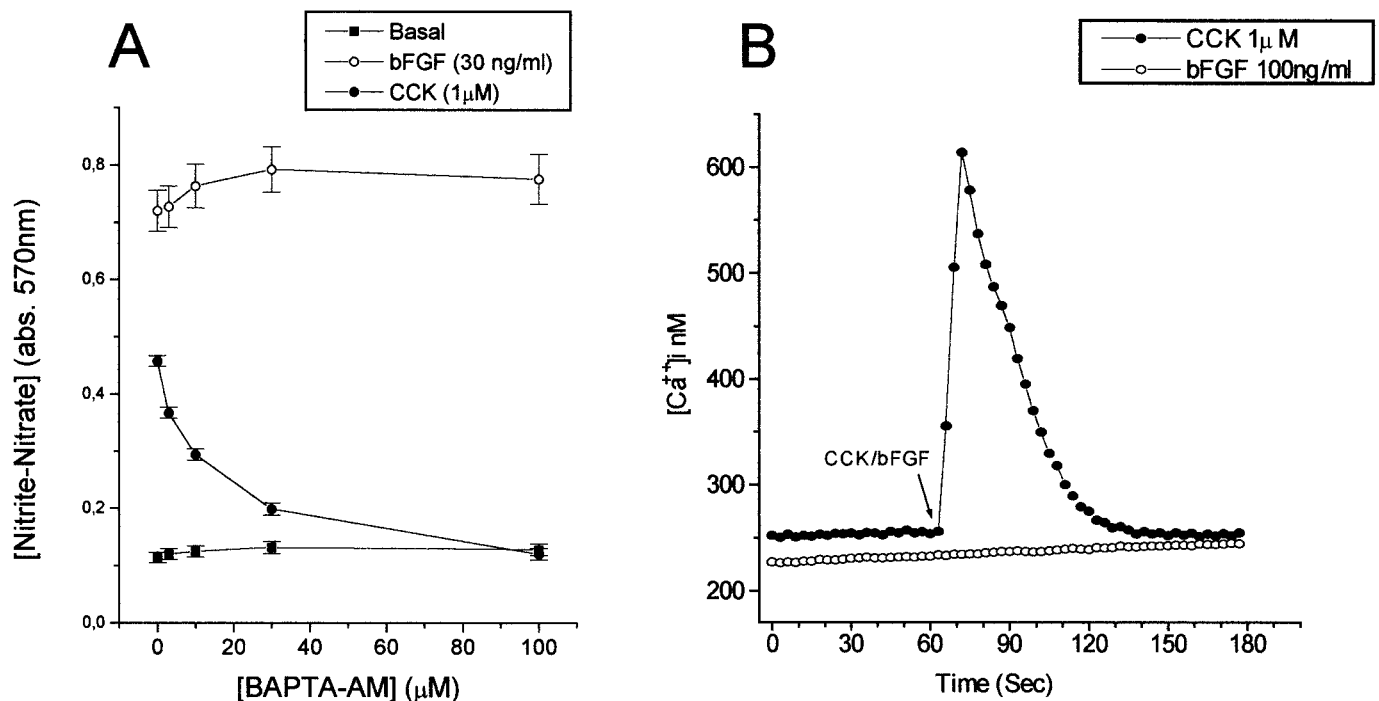 A
Basal
bFGF (30 ng/ml)
CCK (1μM)
[Nitrite-Nitrate] (abs. 570nm)
0,8
0,6
0,4
0,2
0,0
0 20 40 60 80 100
[BAPTA-AM] (μM)
B
CCK 1μ M
bFGF 100ng/ml
[Ca++]i nM
600
500
400
300
200
CCK/bFGF
0 30 60 90 120 150 180
Time (Sec)